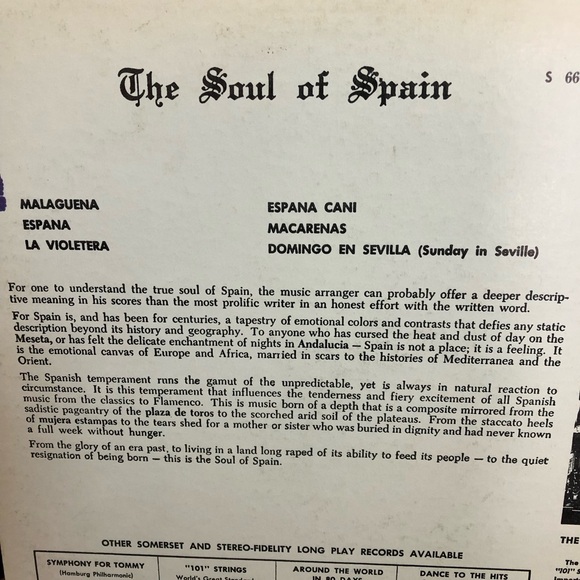 The Soul of Spain
S 66
MALAGUENA
ESPANA
LA VIOLETERA
ESPANA CANI
MACARENAS
DOMINGO EN SEVILLA (Sunday in Seville)
For one to understand the true soul of Spain, the music arranger can probably offer a deeper descrip-
tive meaning in his scores than the most prolific writer in an honest effort with the written word.
For Spain is, and has been for centuries, a tapestry of emotional colors and contrasts that defies any static
description beyond its history and geography. To anyone who has cursed the heat and dust of day on the
Meseta, or has felt the delicate enchantment of nights in Andalucia — Spain is not a place; it is a feeling. It
is the emotional canvas of Europe and Africa, married in scars to the histories of Mediterranea and the
Orient.
The Spanish temperament runs the gamut of the unpredictable, yet is always in natural reaction to
circumstance. It is this temperament that influences the tenderness and fiery excitement of all Spanish
music from the classics to Flamenco. This is music born of a depth that is a composite mirrored from the
sadistic pageantry of the plaza de toros to the scorched arid soil of the plateaus. From the staccato heels
of mujera estampas to the tears shed for a mother or sister who was buried in dignity and had never known
a full week without hunger.
From the glory of an era past, to living in a land long raped of its ability to feed its people — to the quiet
resignation of being born — this is the Soul of Spain.
OTHER SOMERSET AND STEREO-FIDELITY LONG PLAY RECORDS AVAILABLE
SYMPHONY FOR TOMMY
(Hamburg Philharmonic)
"101" STRINGS
World's Great
AROUND THE WORLD
IN 80 DAYS
DANCE TO THE HITS
THE
The
"101" S